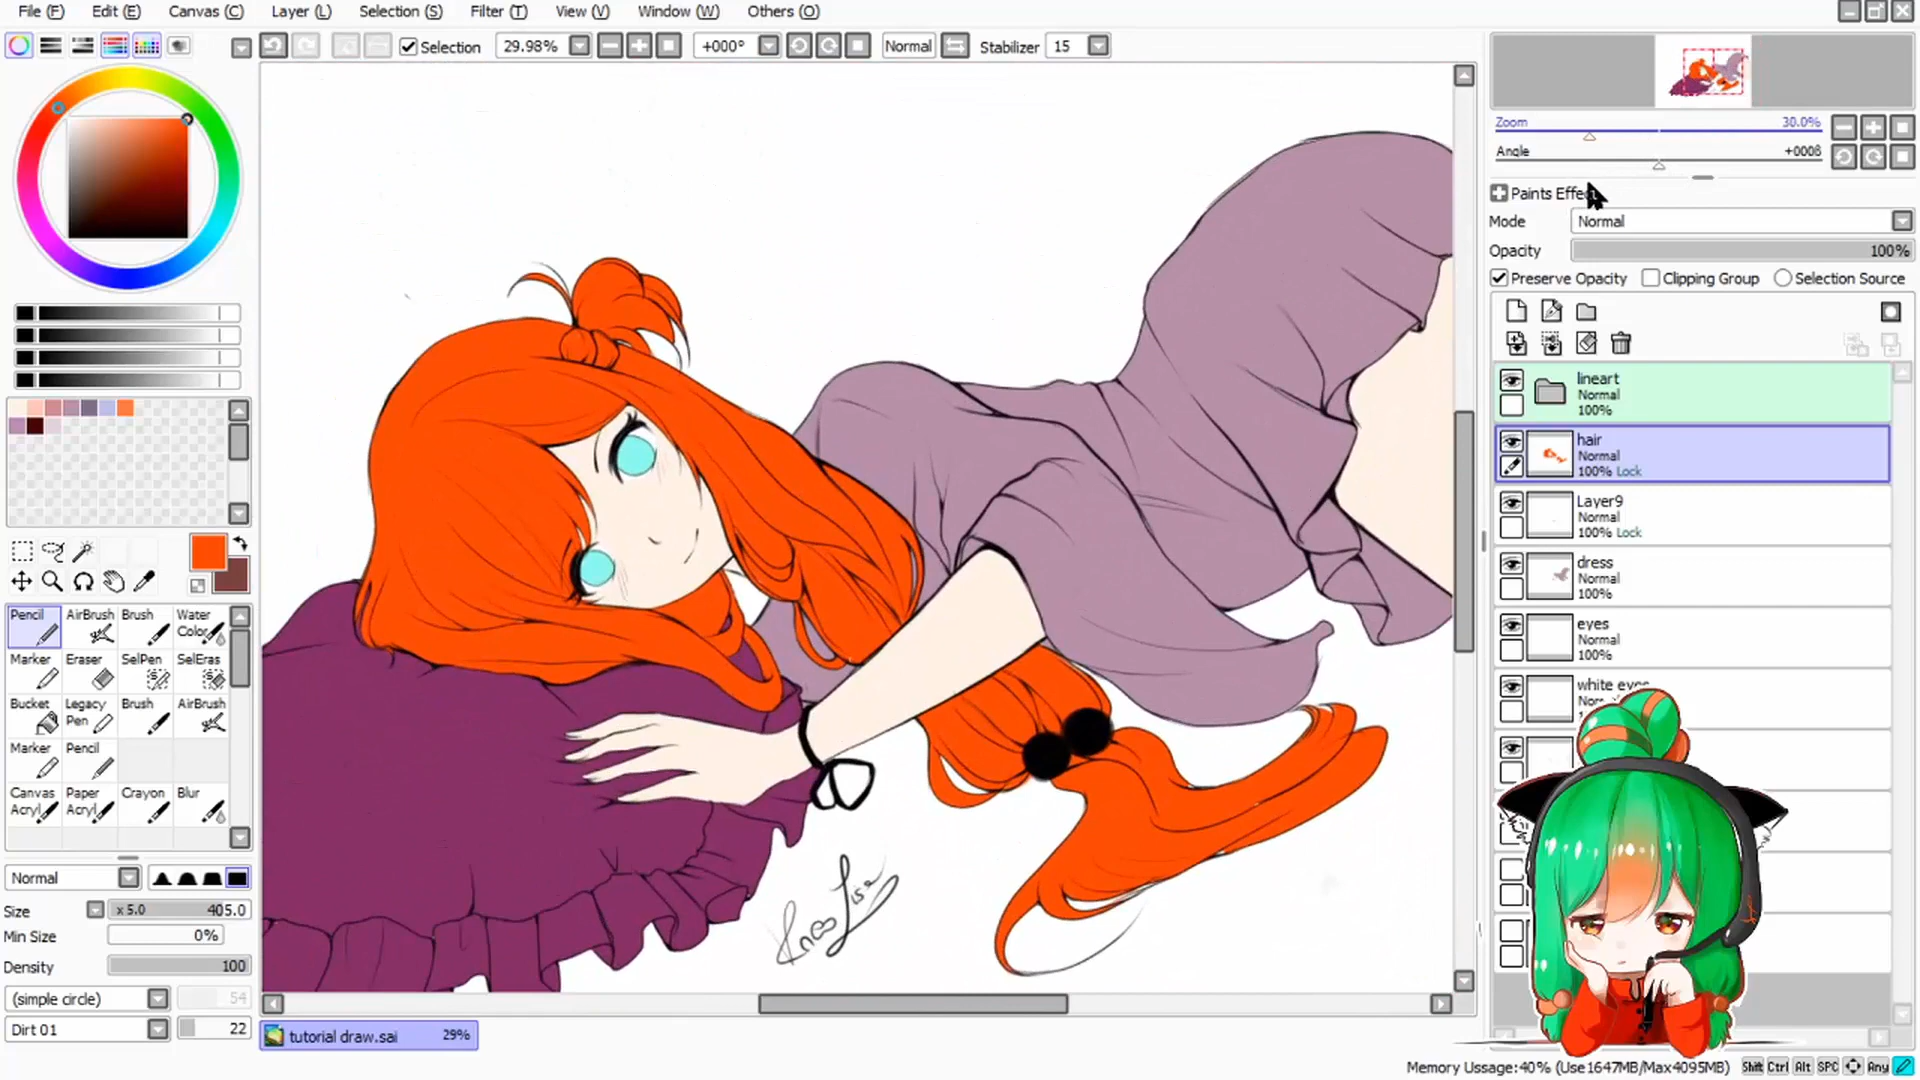 File (F) Edit (E) Canvas (C) Layer (L) Selection (S) Filter (T) View (V) Window (W) Others (O)
Selection 29.98% +000° Normal Stabilizer 15
Zoom 30.0%
Angle +000
Paints Effect
Mode Normal
Opacity 100%
Preserve Opacity Clipping Group Selection Source
lineart
Normal
100%
hair
Normal
100% Lock
Layer9
Normal
100% Lock
dress
Normal
100%
eyes
Normal
100%
white eyes
Pencil AirBrush Brush Water Color
Marker Eraser SelPen SelEras
Bucket Legacy Pen Brush AirBrush
Marker Pencil
Canvas Acryl Paper Acryl Crayon Blur
Normal
Size x 5.0 405.0
Min Size 0%
Density 100
(simple circle) 54
Dirt 01 22
tutorial draw.sai 29%
Memory Ussage:40% (Use1647MB/Max4095MB) Shift Ctrl Alt SPC Any